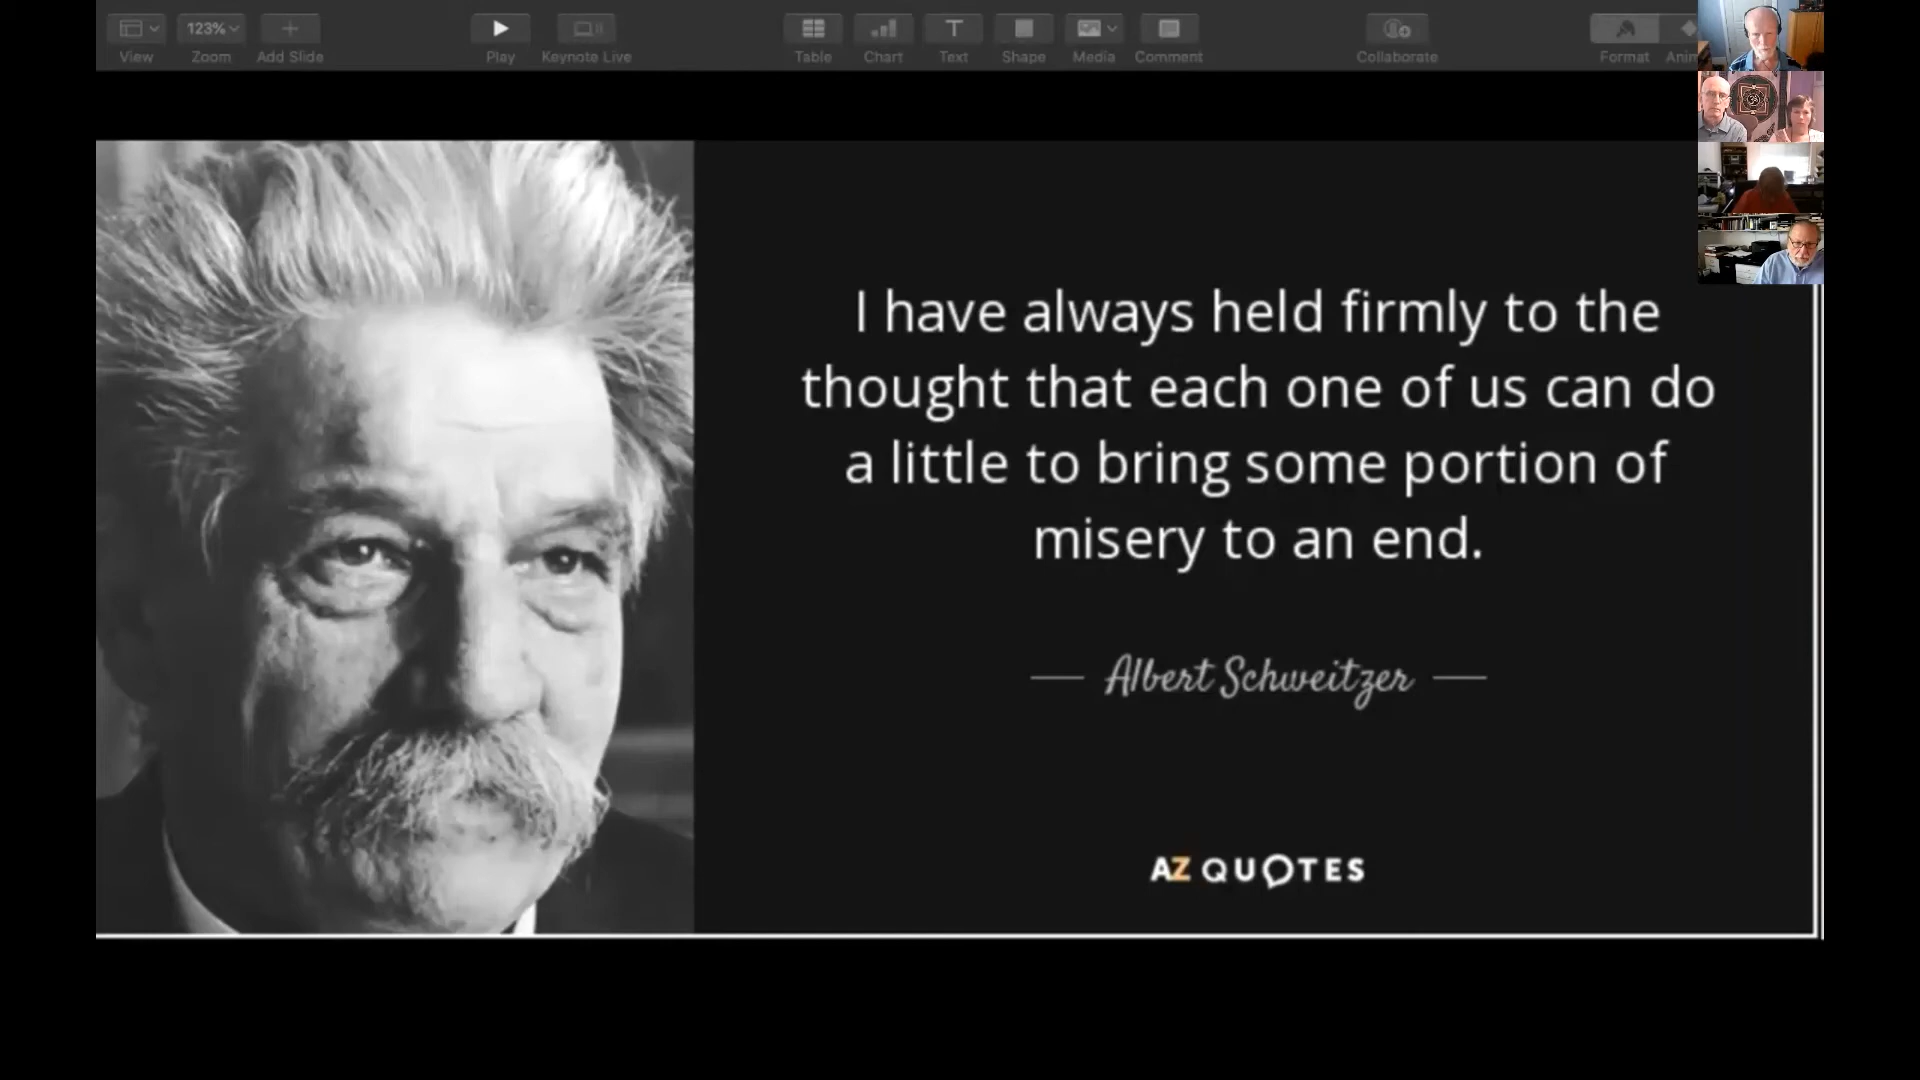 123%
View
Zoom
Add Slide
Play
Keynote Live
Table
Chart
Text
Shape
Media
Comment
Collaborate
Format
I have always held firmly to the
thought that each one of us can do
a little to bring some portion of
misery to an end.
Albert Schweitzer
AZ QUOTES